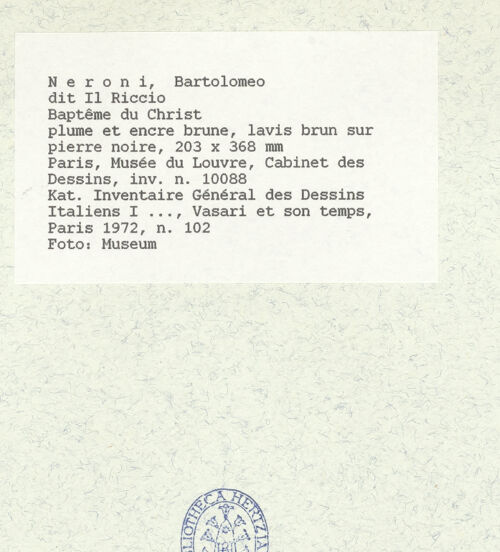 N e r o n i, Bartolomeo
dit Il Riccio
Baptême du Christ
plume et encre brune, lavis brun sur
pierre noire, 203 x 368 mm
Paris, Musée du Louvre, Cabinet des
Dessins, inv. n. 10088
Kat. Inventaire Général des Dessins
Italiens I ..., Vasari et son temps,
Paris 1972, n. 102
Foto: Museum
BLIOTHECA HERTZIA